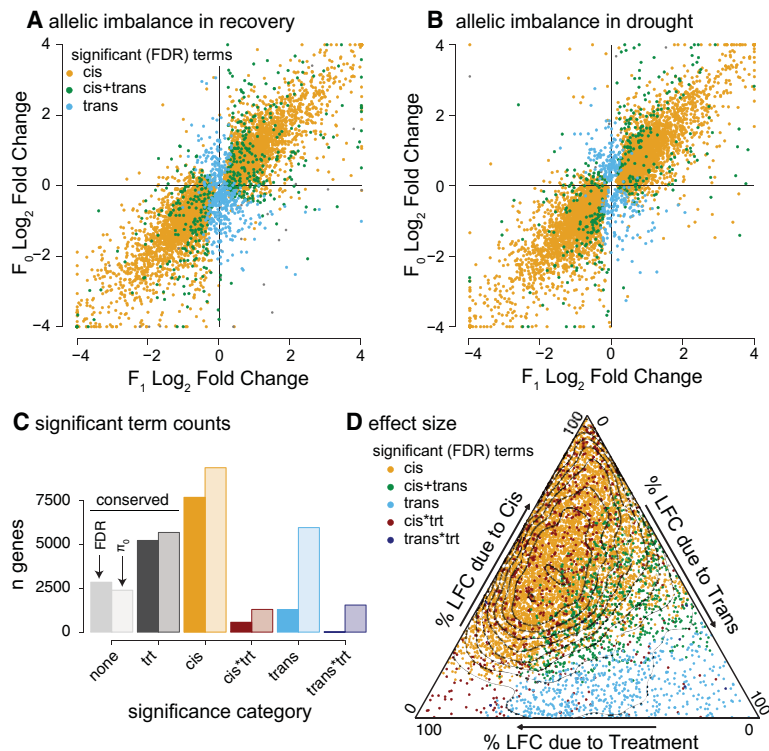 A allelic imbalance in recovery
4
2
0
−2
−4
F0 Log2 Fold Change
significant (FDR) terms
cis
cis+trans
trans
−4 −2 0 2 4
F1 Log2 Fold Change
B allelic imbalance in drought
4
2
0
−2
−4
F0 Log2 Fold Change
−4 −2 0 2 4
F1 Log2 Fold Change
C significant term counts
7500
5000
2500
0
n genes
conserved
FDR
π0
none trt cis cis*trt trans trans*trt
significance category
D effect size
significant (FDR) terms
cis
cis+trans
trans
cis*trt
trans*trt
100 0
% LFC due to Cis
% LFC due to Trans
100 0 100
% LFC due to Treatment